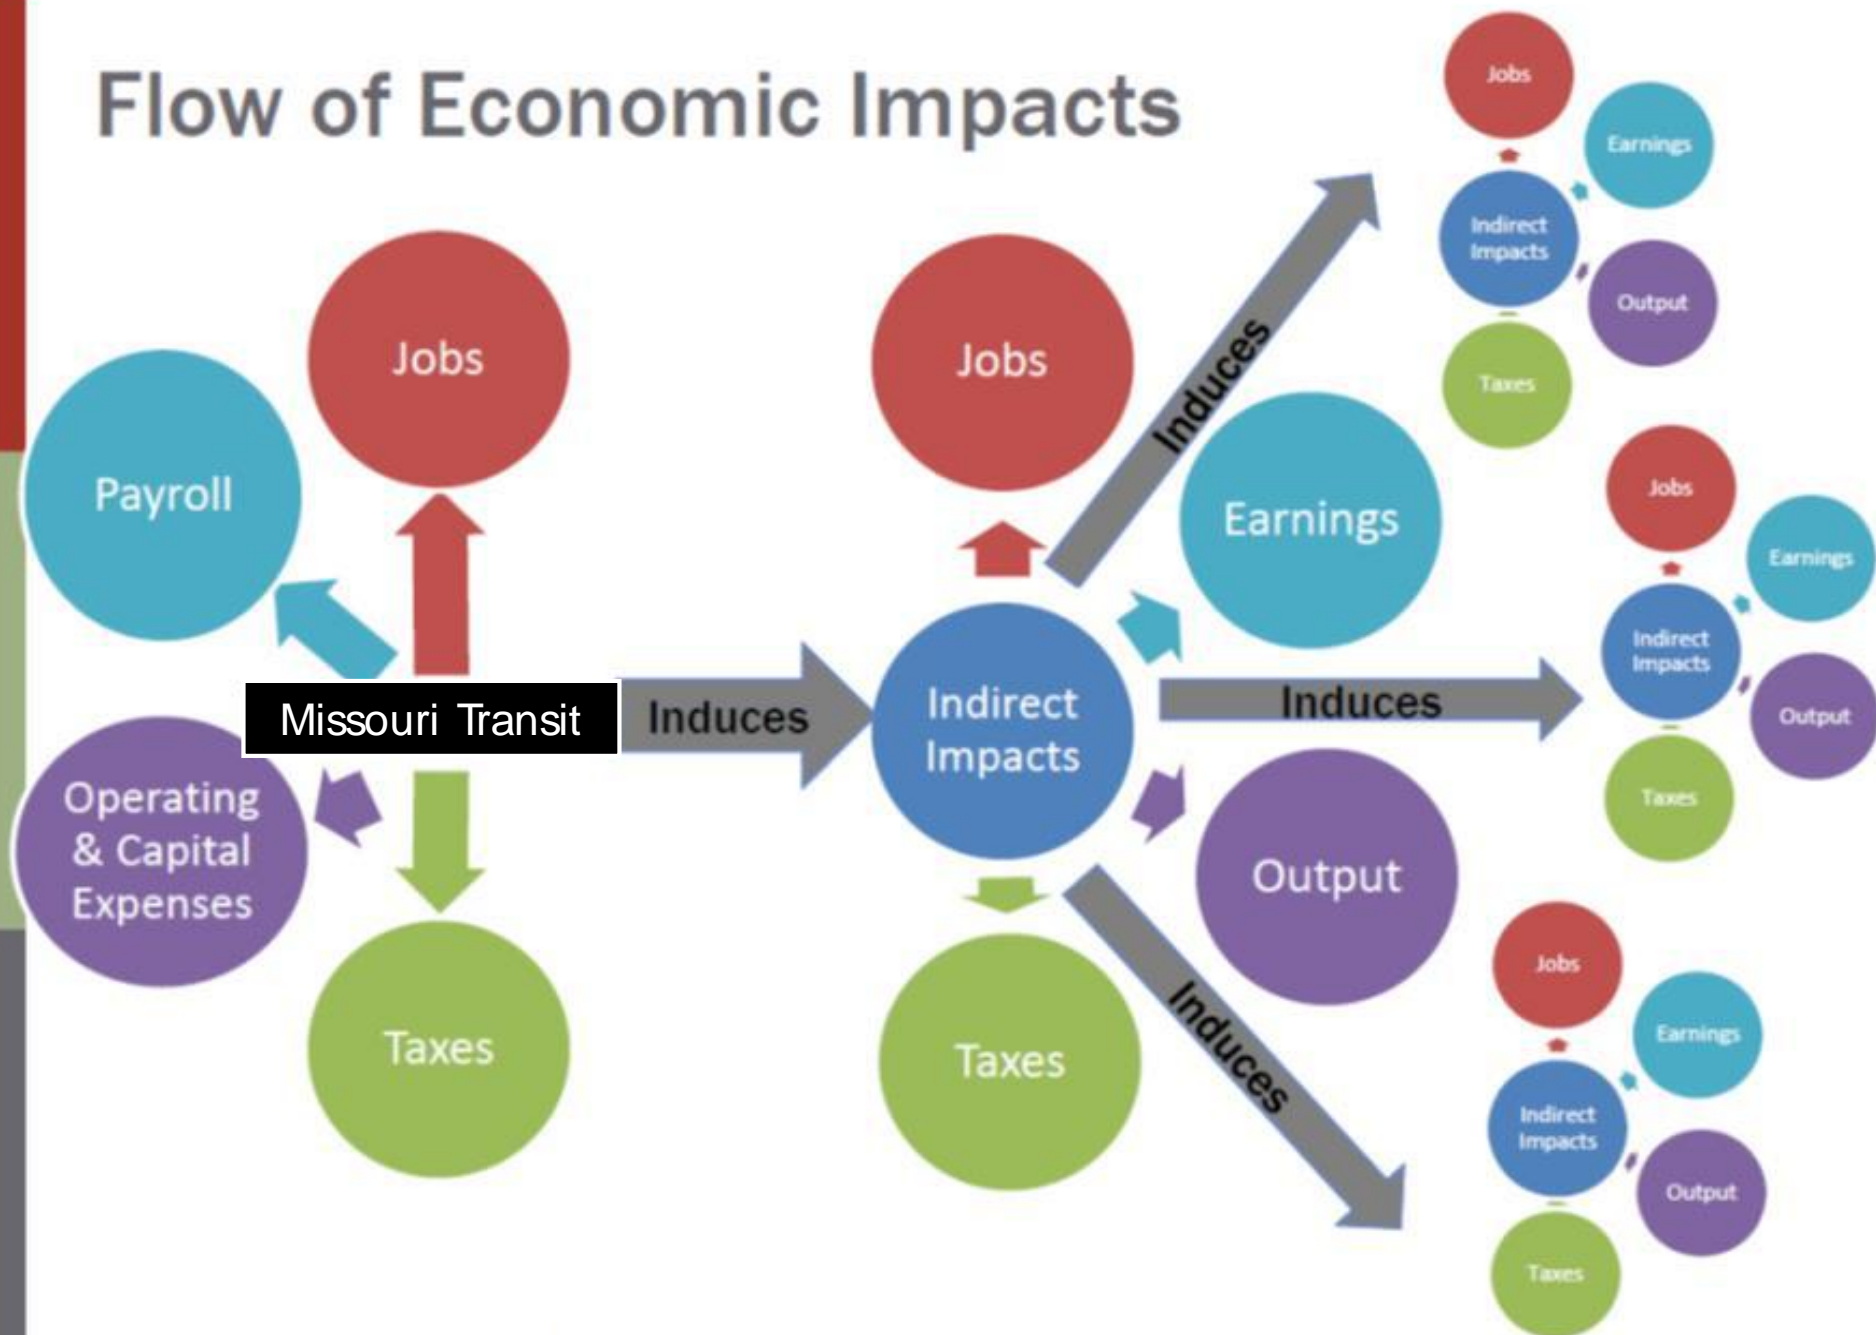 Flow of Economic Impacts
Jobs
Payroll
Missouri Transit
Operating
& Capital
Expenses
Taxes
Induces
Jobs
Earnings
Indirect
Impacts
Output
Taxes
Induces
Jobs
Earnings
Indirect
Impacts
Output
Taxes
Induces
Jobs
Earnings
Indirect
Impacts
Output
Taxes
Induces
Jobs
Earnings
Indirect
Impacts
Output
Taxes